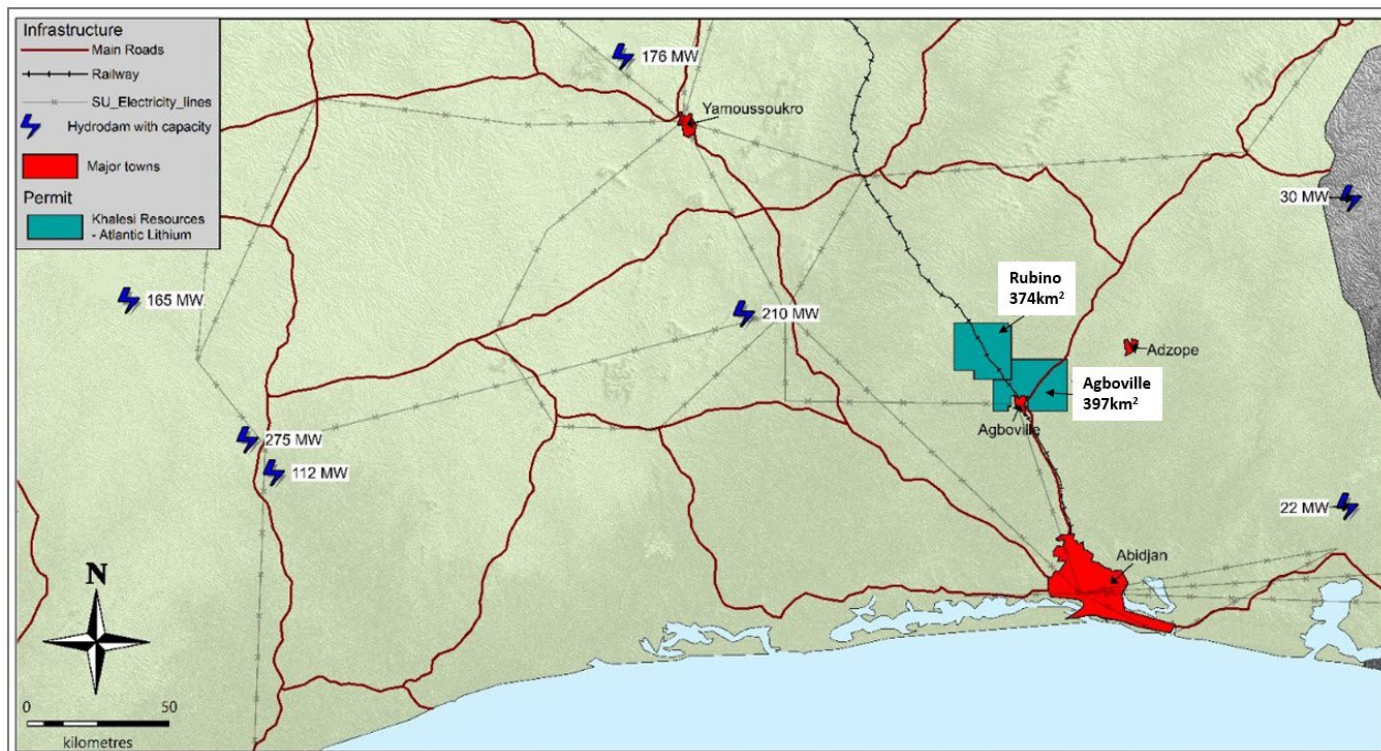 Infrastructure
Main Roads
Railway
SU_Electricity_lines
Hydrodam with capacity
Major towns
Permit
Khalesi Resources
- Atlantic Lithium
176 MW
Yamoussoukro
30 MW
165 MW
210 MW
Rubino
374km²
Adzope
Agboville
397km²
Agboville
275 MW
112 MW
22 MW
Abidjan
N
0 50
kilometres